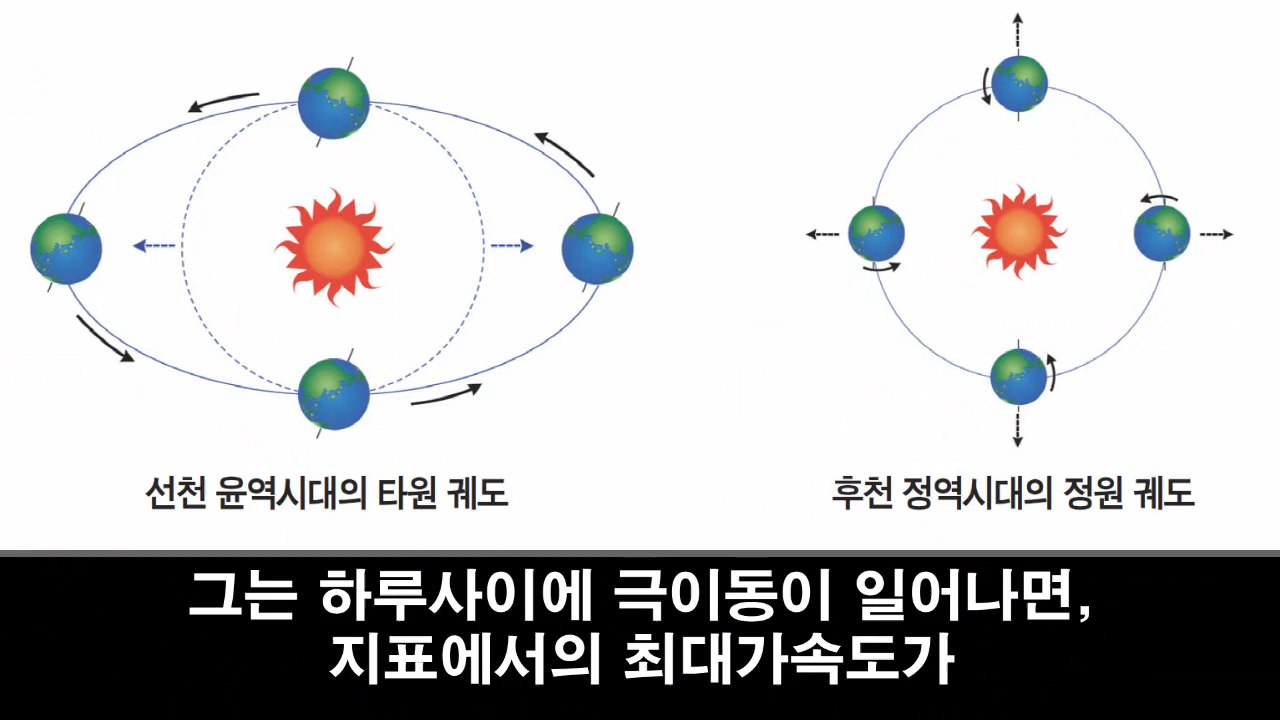 선천 윤역시대의 타원 궤도
후천 정역시대의 정원 궤도
그는 하루사이에 극이동이 일어나면,
지표에서의 최대가속도가